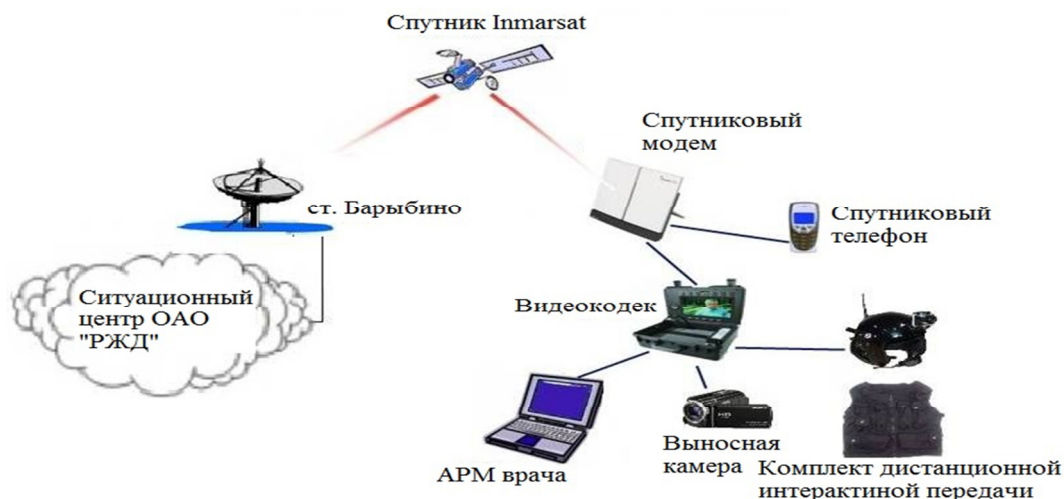 Спутник Inmarsat
Спутниковый
модем
ст. Барыбино
Спутниковый
телефон
Ситуационный
центр ОАО
"РЖД"
Видеокодек
АРМ врача
Выносная
камера
Комплект дистанционной
интерактиной передачи